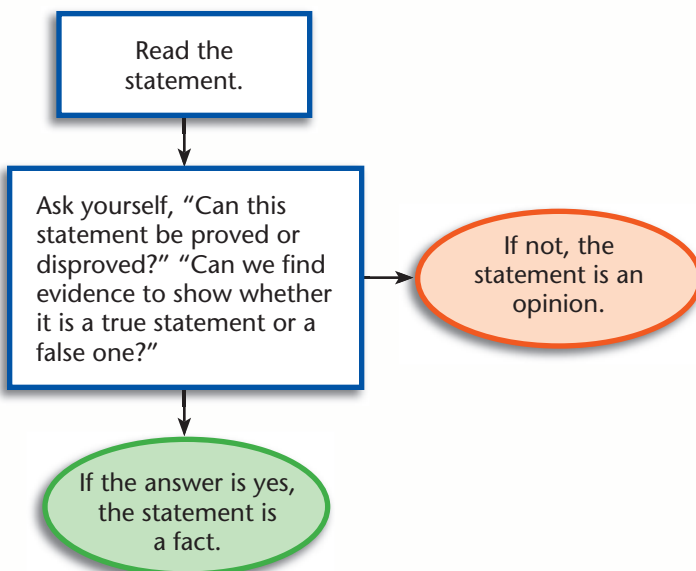 Read the
statement.
Ask yourself, “Can this
statement be proved or
disproved?” “Can we find
evidence to show whether
it is a true statement or a
false one?”
If not, the
statement is an
opinion.
If the answer is yes,
the statement is
a fact.